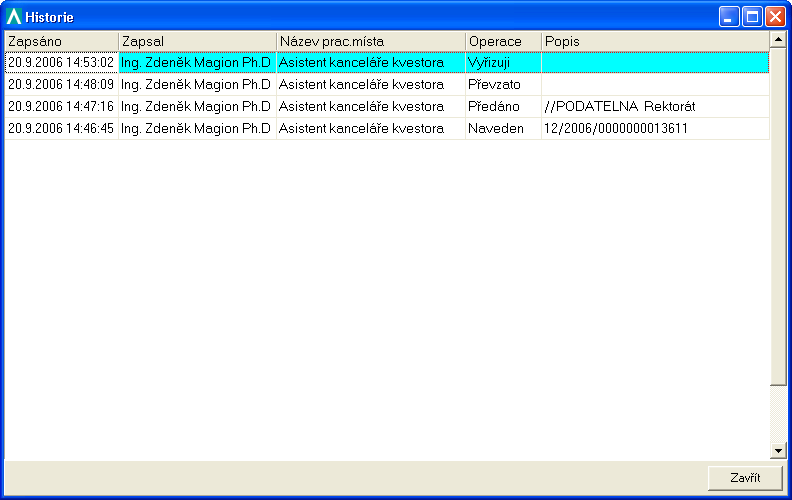 Historie
Zapsáno Zapsal Název prac.místa Operace Popis
20.9.2006 14:53:02 Ing. Zdeněk Magion Ph.D Asistent kanceláře kvestora Vyřizuji
20.9.2006 14:48:09 Ing. Zdeněk Magion Ph.D Asistent kanceláře kvestora Převzato
20.9.2006 14:47:16 Ing. Zdeněk Magion Ph.D Asistent kanceláře kvestora Předáno //PODATELNA Rektorát
20.9.2006 14:46:45 Ing. Zdeněk Magion Ph.D Asistent kanceláře kvestora Naveden 12/2006/0000000013611
Zavřít